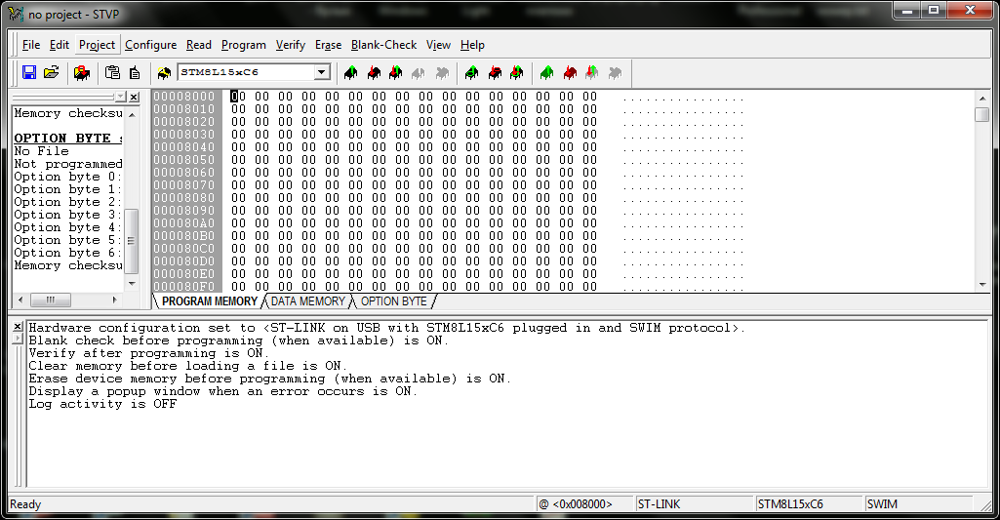 no project - STVP
File Edit Project Configure Read Program Verify Erase Blank-Check View Help
STM8L15xC6
Memory checksu
OPTION BYTE s
No File
Not programmed
Option byte 0:
Option byte 1:
Option byte 2:
Option byte 3:
Option byte 4:
Option byte 5:
Option byte 6:
Memory checksu
00008000 00 00 00 00 00 00 00 00 00 00 00 00 00 00 00 00 ................
00008010 00 00 00 00 00 00 00 00 00 00 00 00 00 00 00 00 ................
00008020 00 00 00 00 00 00 00 00 00 00 00 00 00 00 00 00 ................
00008030 00 00 00 00 00 00 00 00 00 00 00 00 00 00 00 00 ................
00008040 00 00 00 00 00 00 00 00 00 00 00 00 00 00 00 00 ................
00008050 00 00 00 00 00 00 00 00 00 00 00 00 00 00 00 00 ................
00008060 00 00 00 00 00 00 00 00 00 00 00 00 00 00 00 00 ................
00008070 00 00 00 00 00 00 00 00 00 00 00 00 00 00 00 00 ................
00008080 00 00 00 00 00 00 00 00 00 00 00 00 00 00 00 00 ................
00008090 00 00 00 00 00 00 00 00 00 00 00 00 00 00 00 00 ................
000080A0 00 00 00 00 00 00 00 00 00 00 00 00 00 00 00 00 ................
000080B0 00 00 00 00 00 00 00 00 00 00 00 00 00 00 00 00 ................
000080C0 00 00 00 00 00 00 00 00 00 00 00 00 00 00 00 00 ................
000080D0 00 00 00 00 00 00 00 00 00 00 00 00 00 00 00 00 ................
000080E0 00 00 00 00 00 00 00 00 00 00 00 00 00 00 00 00 ................
000080F0 00 00 00 00 00 00 00 00 00 00 00 00 00 00 00 00 ................
PROGRAM MEMORY DATA MEMORY OPTION BYTE
Hardware configuration set to <ST-LINK on USB with STM8L15xC6 plugged in and SWIM protocol>.
Blank check before programming (when available) is ON.
Verify after programming is ON.
Clear memory before loading a file is ON.
Erase device memory before programming (when available) is ON.
Display a popup window when an error occurs is ON.
Log activity is OFF
Ready @ <0x008000> ST-LINK STM8L15xC6 SWIM